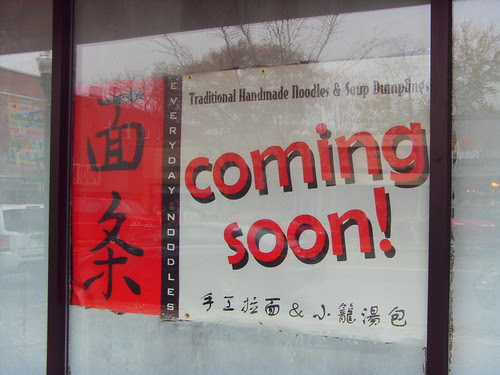 面条
EVERYDAY NOODLES
Traditional Handmade Noodles & Soup Dumplings
coming
soon!
手工拉面 & 小籠湯包